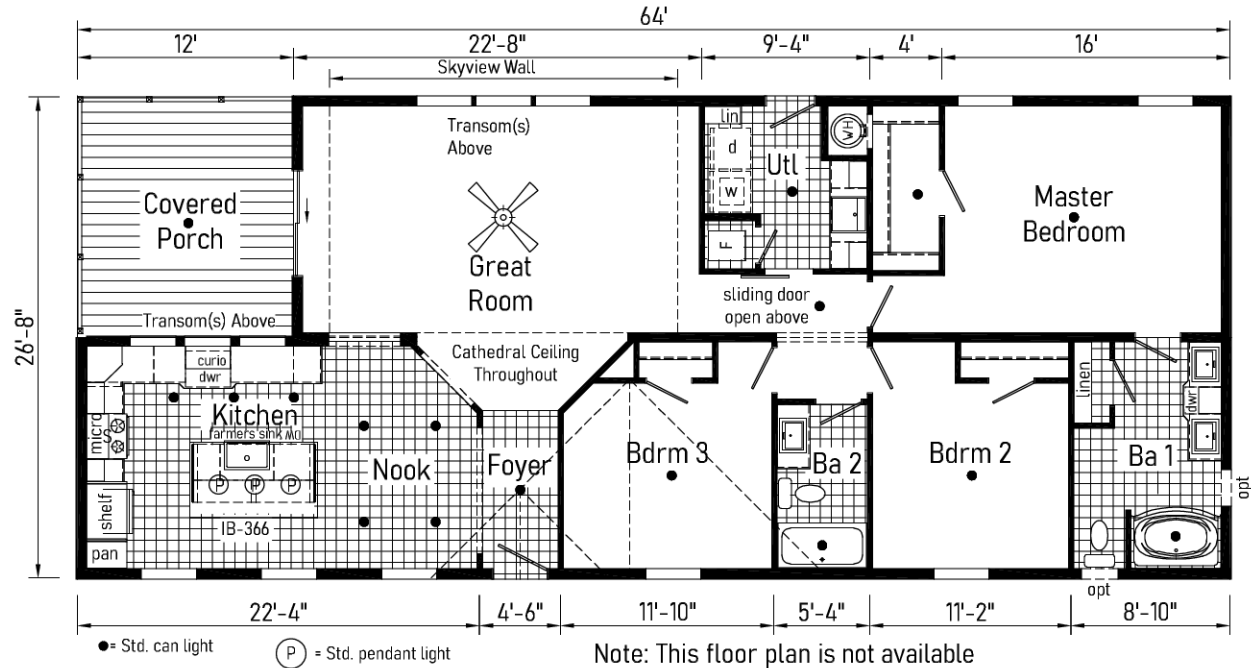 64'
12'
22'-8"
9'-4"
4'
16'
Skyview Wall
26'-8"
Transom(s)
Above
lin
d
w
F
Utl
WH
Covered
Porch
Great
Room
Master
Bedroom
sliding door
open above
Transom(s) Above
Cathedral Ceiling
Throughout
curio
dwr
Kitchen
farmers sink
DW
micro
S
P
P
P
shelf
pan
IB-366
Nook
Foyer
Bdrm 3
Ba 2
Bdrm 2
linen
dwr
Ba 1
opt
opt
22'-4"
4'-6"
11'-10"
5'-4"
11'-2"
8'-10"
= Std. can light
P = Std. pendant light
Note: This floor plan is not available